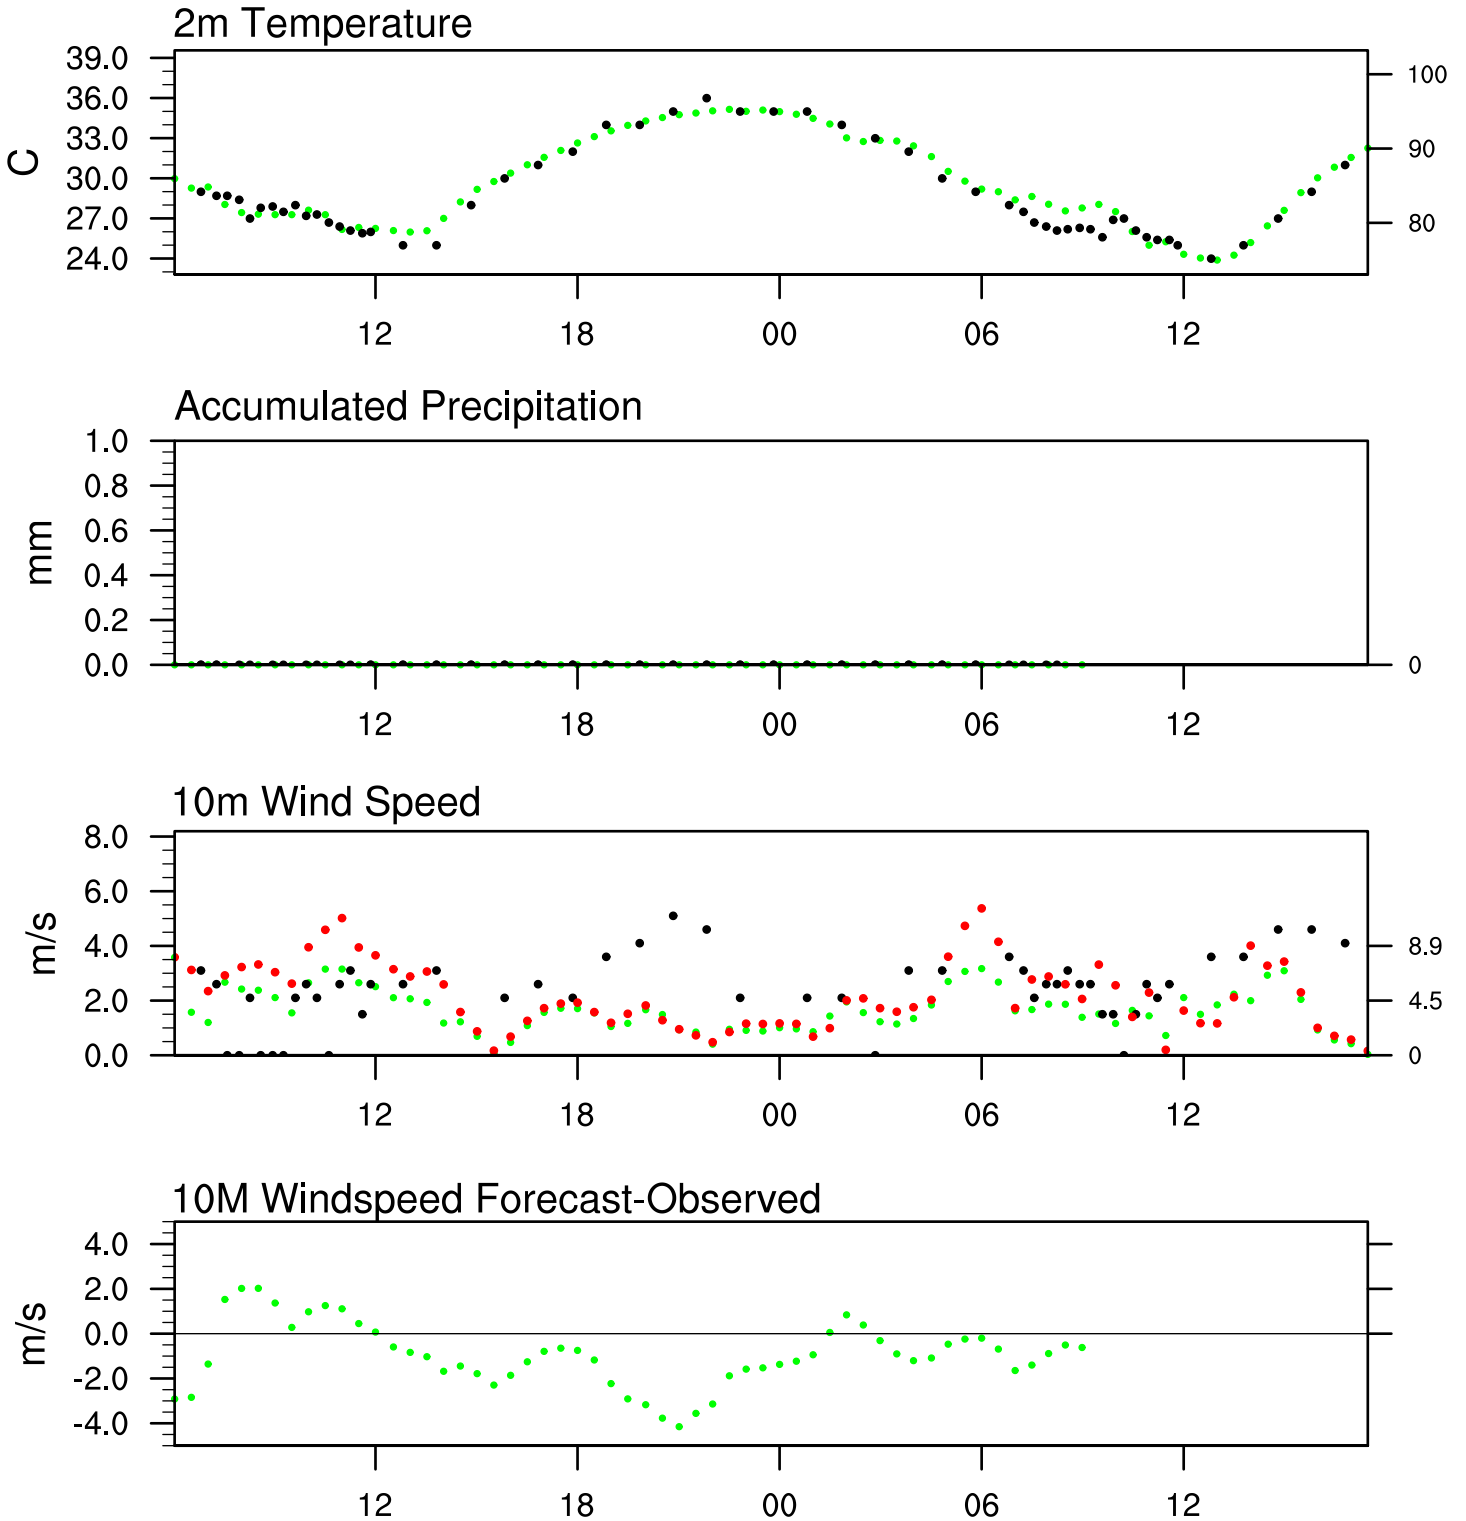 2m Temperature
39.0
36.0
33.0
30.0
27.0
24.0
C
100
90
80
12 18 00 06 12
Accumulated Precipitation
1.0
0.8
0.6
0.4
0.2
0.0
mm
0
12 18 00 06 12
10m Wind Speed
8.0
6.0
4.0
2.0
0.0
m/s
8.9
4.5
0
12 18 00 06 12
10M Windspeed Forecast-Observed
4.0
2.0
0.0
-2.0
-4.0
m/s
12 18 00 06 12